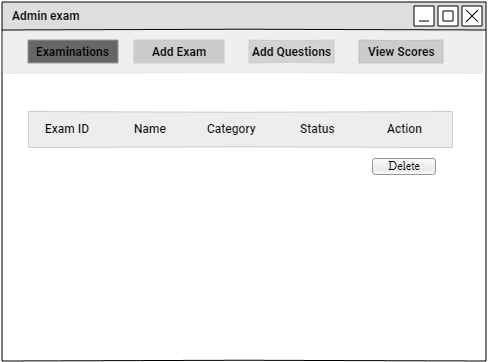 Admin exam
Examinations Add Exam Add Questions View Scores
Exam ID Name Category Status Action
Delete